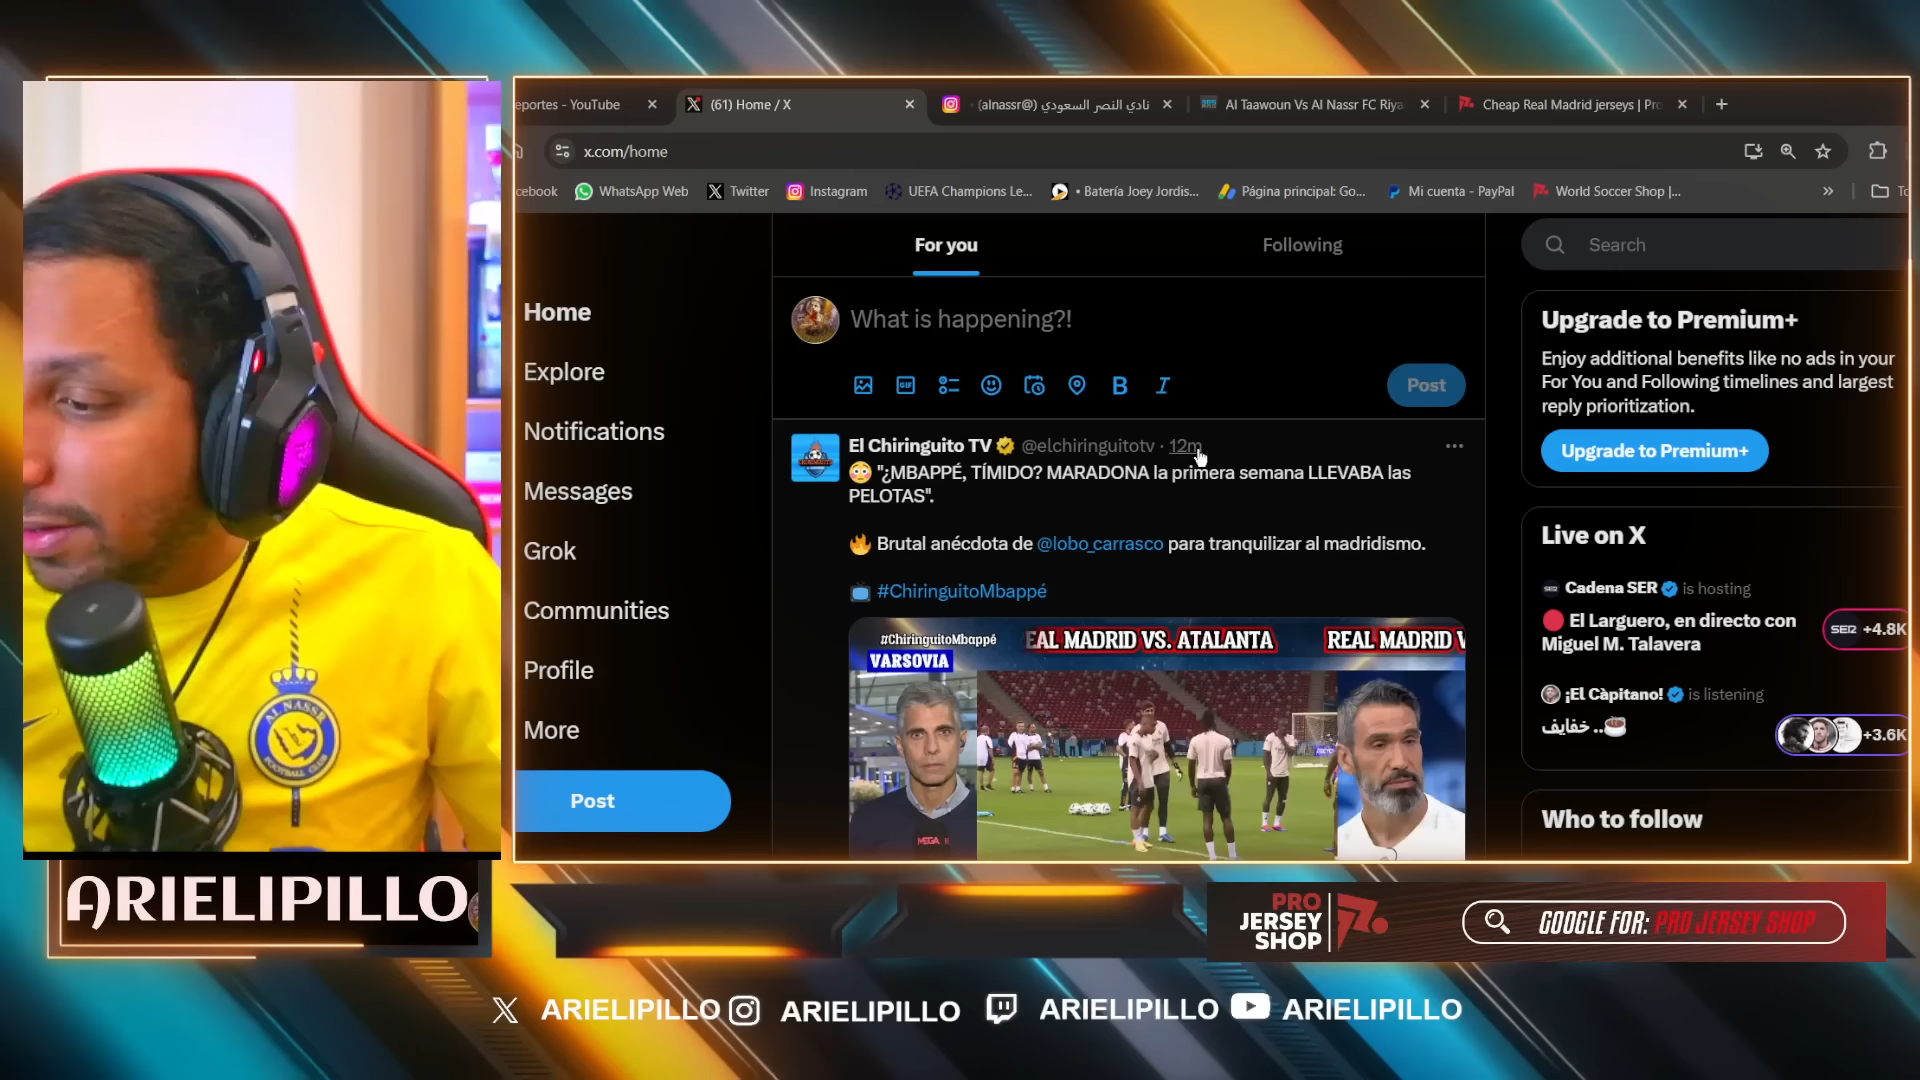 eportes - YouTube
(61) Home / X
نادي النصر السعودي (@alnassr)
Al Taawoun Vs Al Nassr FC Riya
Cheap Real Madrid jerseys | Pro
x.com/home
cebook
WhatsApp Web
Twitter
Instagram
UEFA Champions Le...
• Batería Joey Jordis...
Página principal: Go...
Mi cuenta - PayPal
World Soccer Shop |...
»
For you
Following
Search
Home
Explore
Notifications
Messages
Grok
Communities
Profile
More
Post
What is happening?!
GIF
B I
Post
El Chiringuito TV @elchiringuitotv · 12m
😳 "¿MBAPPÉ, TÍMIDO? MARADONA la primera semana LLEVABA las
PELOTAS".
🔥 Brutal anécdota de @lobo_carrasco para tranquilizar al madridismo.
📺 #ChiringuitoMbappé
#ChiringuitoMbappé
VARSOVIA
EAL MADRID VS. ATALANTA
REAL MADRID V
MEGA
Upgrade to Premium+
Enjoy additional benefits like no ads in your
For You and Following timelines and largest
reply prioritization.
Upgrade to Premium+
Live on X
Cadena SER is hosting
🔴 El Larguero, en directo con
Miguel M. Talavera
SER +4.8K
¡El Càpitano! is listening
خفايف ..☕
+3.6K
Who to follow
AL NASSR
FOOTBALL CLUB
ARIELIPILLO
PRO
JERSEY
SHOP
GOOGLE FOR: PRO JERSEY SHOP
ARIELIPILLO
ARIELIPILLO
ARIELIPILLO
ARIELIPILLO